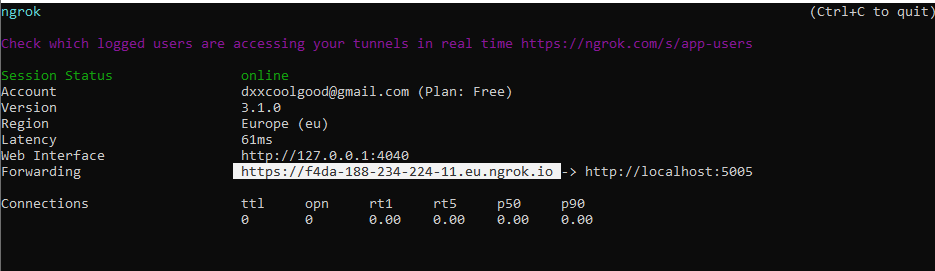 ngrok (Ctrl+C to quit)
Check which logged users are accessing your tunnels in real time https://ngrok.com/s/app-users
Session Status online
Account dxxcoolgood@gmail.com (Plan: Free)
Version 3.1.0
Region Europe (eu)
Latency 61ms
Web Interface http://127.0.0.1:4040
Forwarding https://f4da-188-234-224-11.eu.ngrok.io -> http://localhost:5005
Connections ttl opn rt1 rt5 p50 p90
0 0 0.00 0.00 0.00 0.00